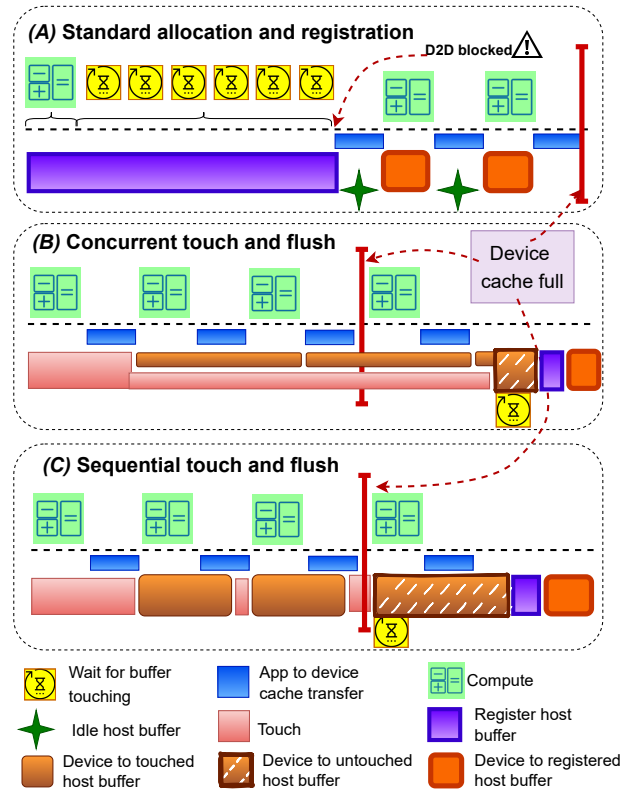 (A) Standard allocation and registration
D2D blocked
(B) Concurrent touch and flush
Device
cache full
(C) Sequential touch and flush
Wait for buffer
touching
App to device
cache transfer
Compute
Idle host buffer
Touch
Register host
buffer
Device to touched
host buffer
Device to untouched
host buffer
Device to registered
host buffer